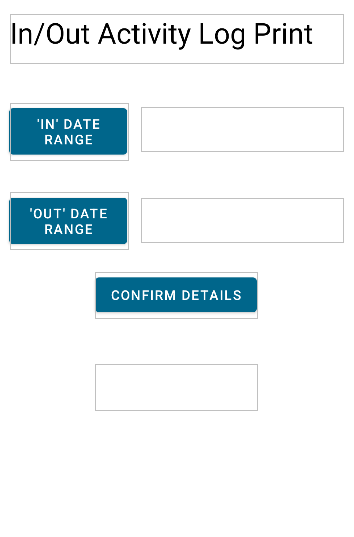 In/Out Activity Log Print
'IN' DATE
RANGE
'OUT' DATE
RANGE
CONFIRM DETAILS